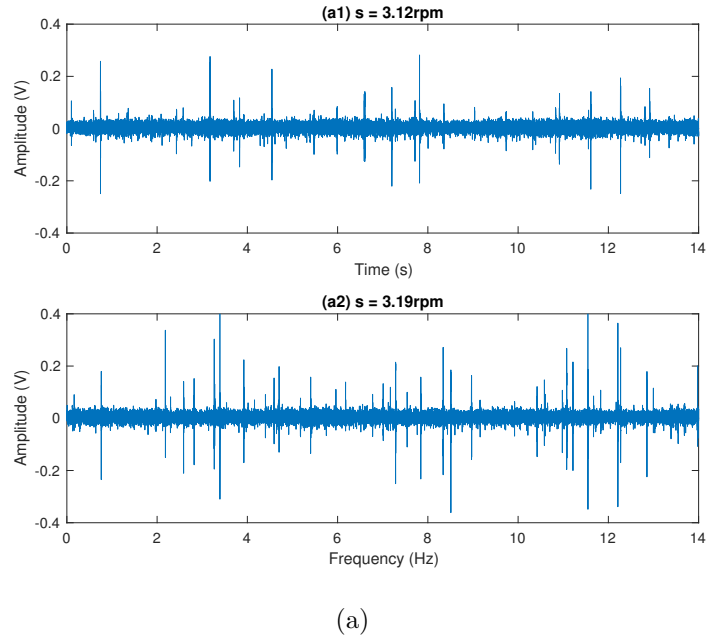 (a1) s = 3.12rpm
0.4
0.2
0
-0.2
-0.4
Amplitude (V)
0 2 4 6 8 10 12 14
Time (s)
(a2) s = 3.19rpm
0.4
0.2
0
-0.2
-0.4
Amplitude (V)
0 2 4 6 8 10 12 14
Frequency (Hz)
(a)